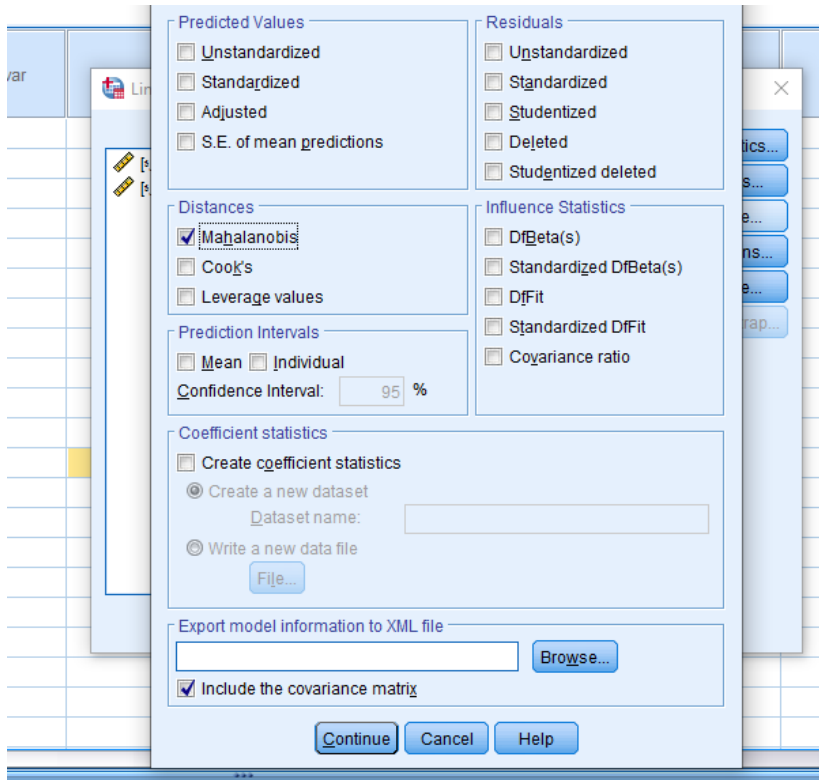 Predicted Values
Unstandardized
Standardized
Adjusted
S.E. of mean predictions
Residuals
Unstandardized
Standardized
Studentized
Deleted
Studentized deleted
Distances
Mahalanobis
Cook's
Leverage values
Influence Statistics
DfBeta(s)
Standardized DfBeta(s)
DfFit
Standardized DfFit
Covariance ratio
Prediction Intervals
Mean Individual
Confidence Interval: 95 %
Coefficient statistics
Create coefficient statistics
Create a new dataset
Dataset name:
Write a new data file
File...
Export model information to XML file
Browse...
Include the covariance matrix
Continue Cancel Help